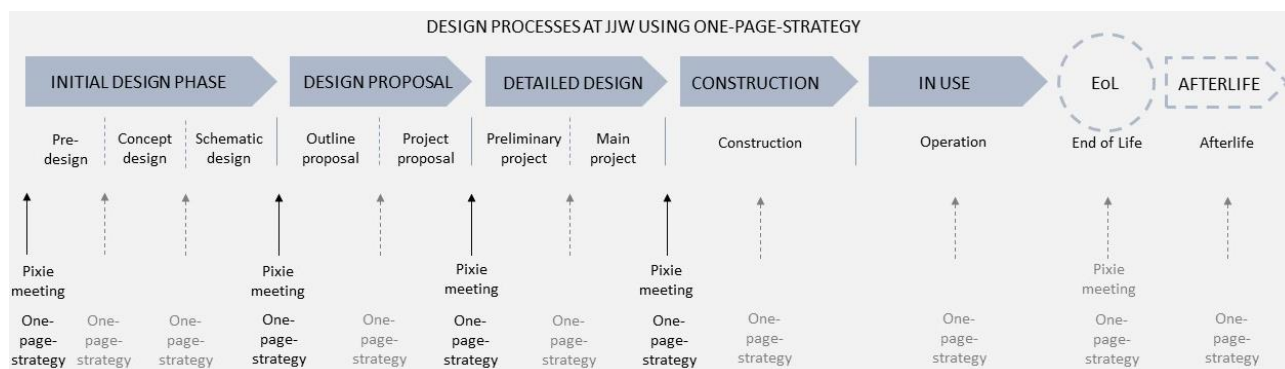 DESIGN PROCESSES AT JJW USING ONE-PAGE-STRATEGY
INITIAL DESIGN PHASE
DESIGN PROPOSAL
DETAILED DESIGN
CONSTRUCTION
IN USE
EoL
AFTERLIFE
Pre-
design
Concept
design
Schematic
design
Outline
proposal
Project
proposal
Preliminary
project
Main
project
Construction
Operation
End of Life
Afterlife
Pixie
meeting
Pixie
meeting
Pixie
meeting
Pixie
meeting
Pixie
meeting
One-
page-
strategy
One-
page-
strategy
One-
page-
strategy
One-
page-
strategy
One-
page-
strategy
One-
page-
strategy
One-
page-
strategy
One-
page-
strategy
One-
page-
strategy
One-
page-
strategy
One-
page-
strategy
One-
page-
strategy